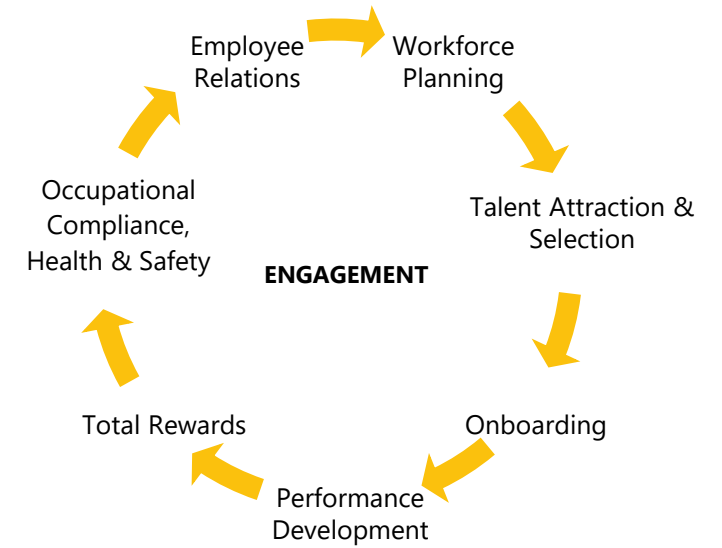 Employee
Relations
Workforce
Planning
Talent Attraction &
Selection
Onboarding
Performance
Development
Total Rewards
Occupational
Compliance,
Health & Safety
ENGAGEMENT